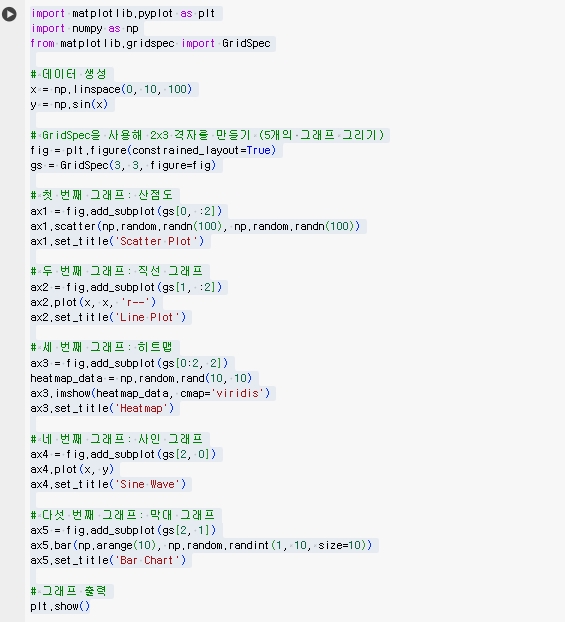 import matplotlib.pyplot as plt
import numpy as np
from matplotlib.gridspec import GridSpec
# 데이터 생성
x = np.linspace(0, 10, 100)
y = np.sin(x)
# GridSpec을 사용해 2x3 격자를 만들기 (5개의 그래프 그리기)
fig = plt.figure(constrained_layout=True)
gs = GridSpec(3, 3, figure=fig)
# 첫 번째 그래프: 산점도
ax1 = fig.add_subplot(gs[0, :2])
ax1.scatter(np.random.randn(100), np.random.randn(100))
ax1.set_title('Scatter Plot')
# 두 번째 그래프: 직선 그래프
ax2 = fig.add_subplot(gs[1, :2])
ax2.plot(x, x, 'r--')
ax2.set_title('Line Plot')
# 세 번째 그래프: 히트맵
ax3 = fig.add_subplot(gs[0:2, 2])
heatmap_data = np.random.rand(10, 10)
ax3.imshow(heatmap_data, cmap='viridis')
ax3.set_title('Heatmap')
# 네 번째 그래프: 사인 그래프
ax4 = fig.add_subplot(gs[2, 0])
ax4.plot(x, y)
ax4.set_title('Sine Wave')
# 다섯 번째 그래프: 막대 그래프
ax5 = fig.add_subplot(gs[2, 1])
ax5.bar(np.arange(10), np.random.randint(1, 10, size=10))
ax5.set_title('Bar Chart')
# 그래프 출력
plt.show()